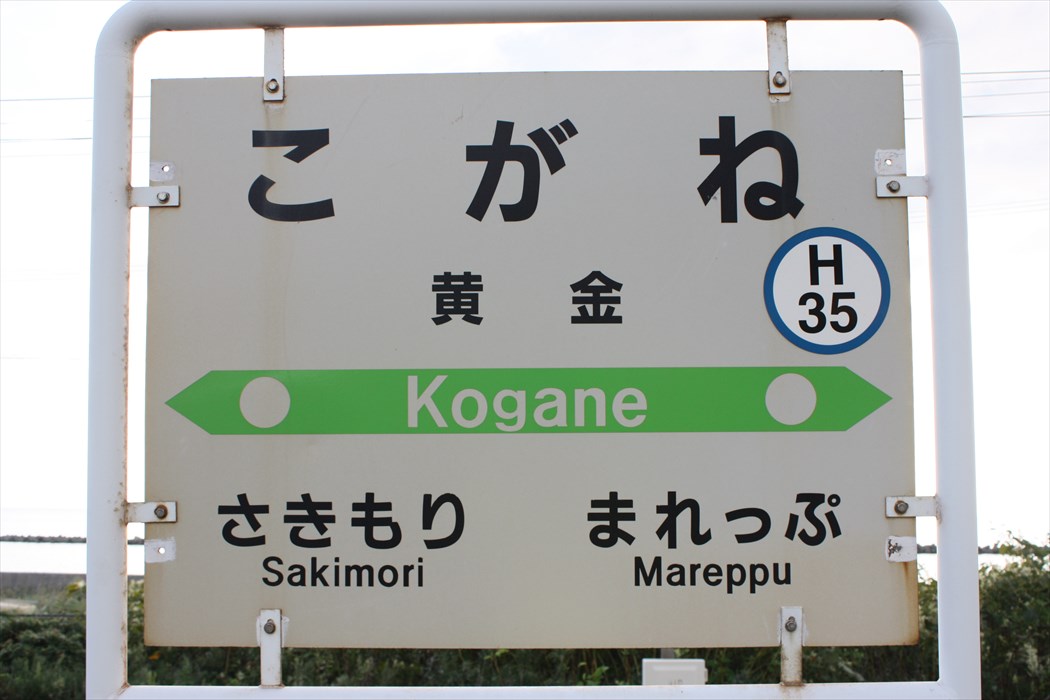 こがね
黄金
H
35
Kogane
さきもり
Sakimori
まれっぷ
Mareppu